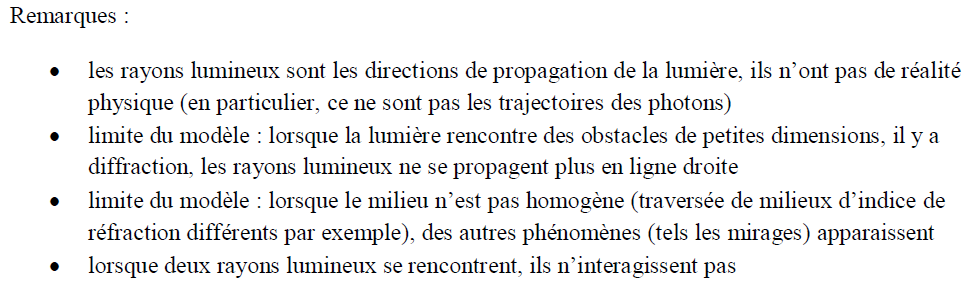 Remarques :
• les rayons lumineux sont les directions de propagation de la lumière, ils n’ont pas de réalité
physique (en particulier, ce ne sont pas les trajectoires des photons)
• limite du modèle : lorsque la lumière rencontre des obstacles de petites dimensions, il y a
diffraction, les rayons lumineux ne se propagent plus en ligne droite
• limite du modèle : lorsque le milieu n’est pas homogène (traversée de milieux d’indice de
réfraction différents par exemple), des autres phénomènes (tels les mirages) apparaissent
• lorsque deux rayons lumineux se rencontrent, ils n’interagissent pas